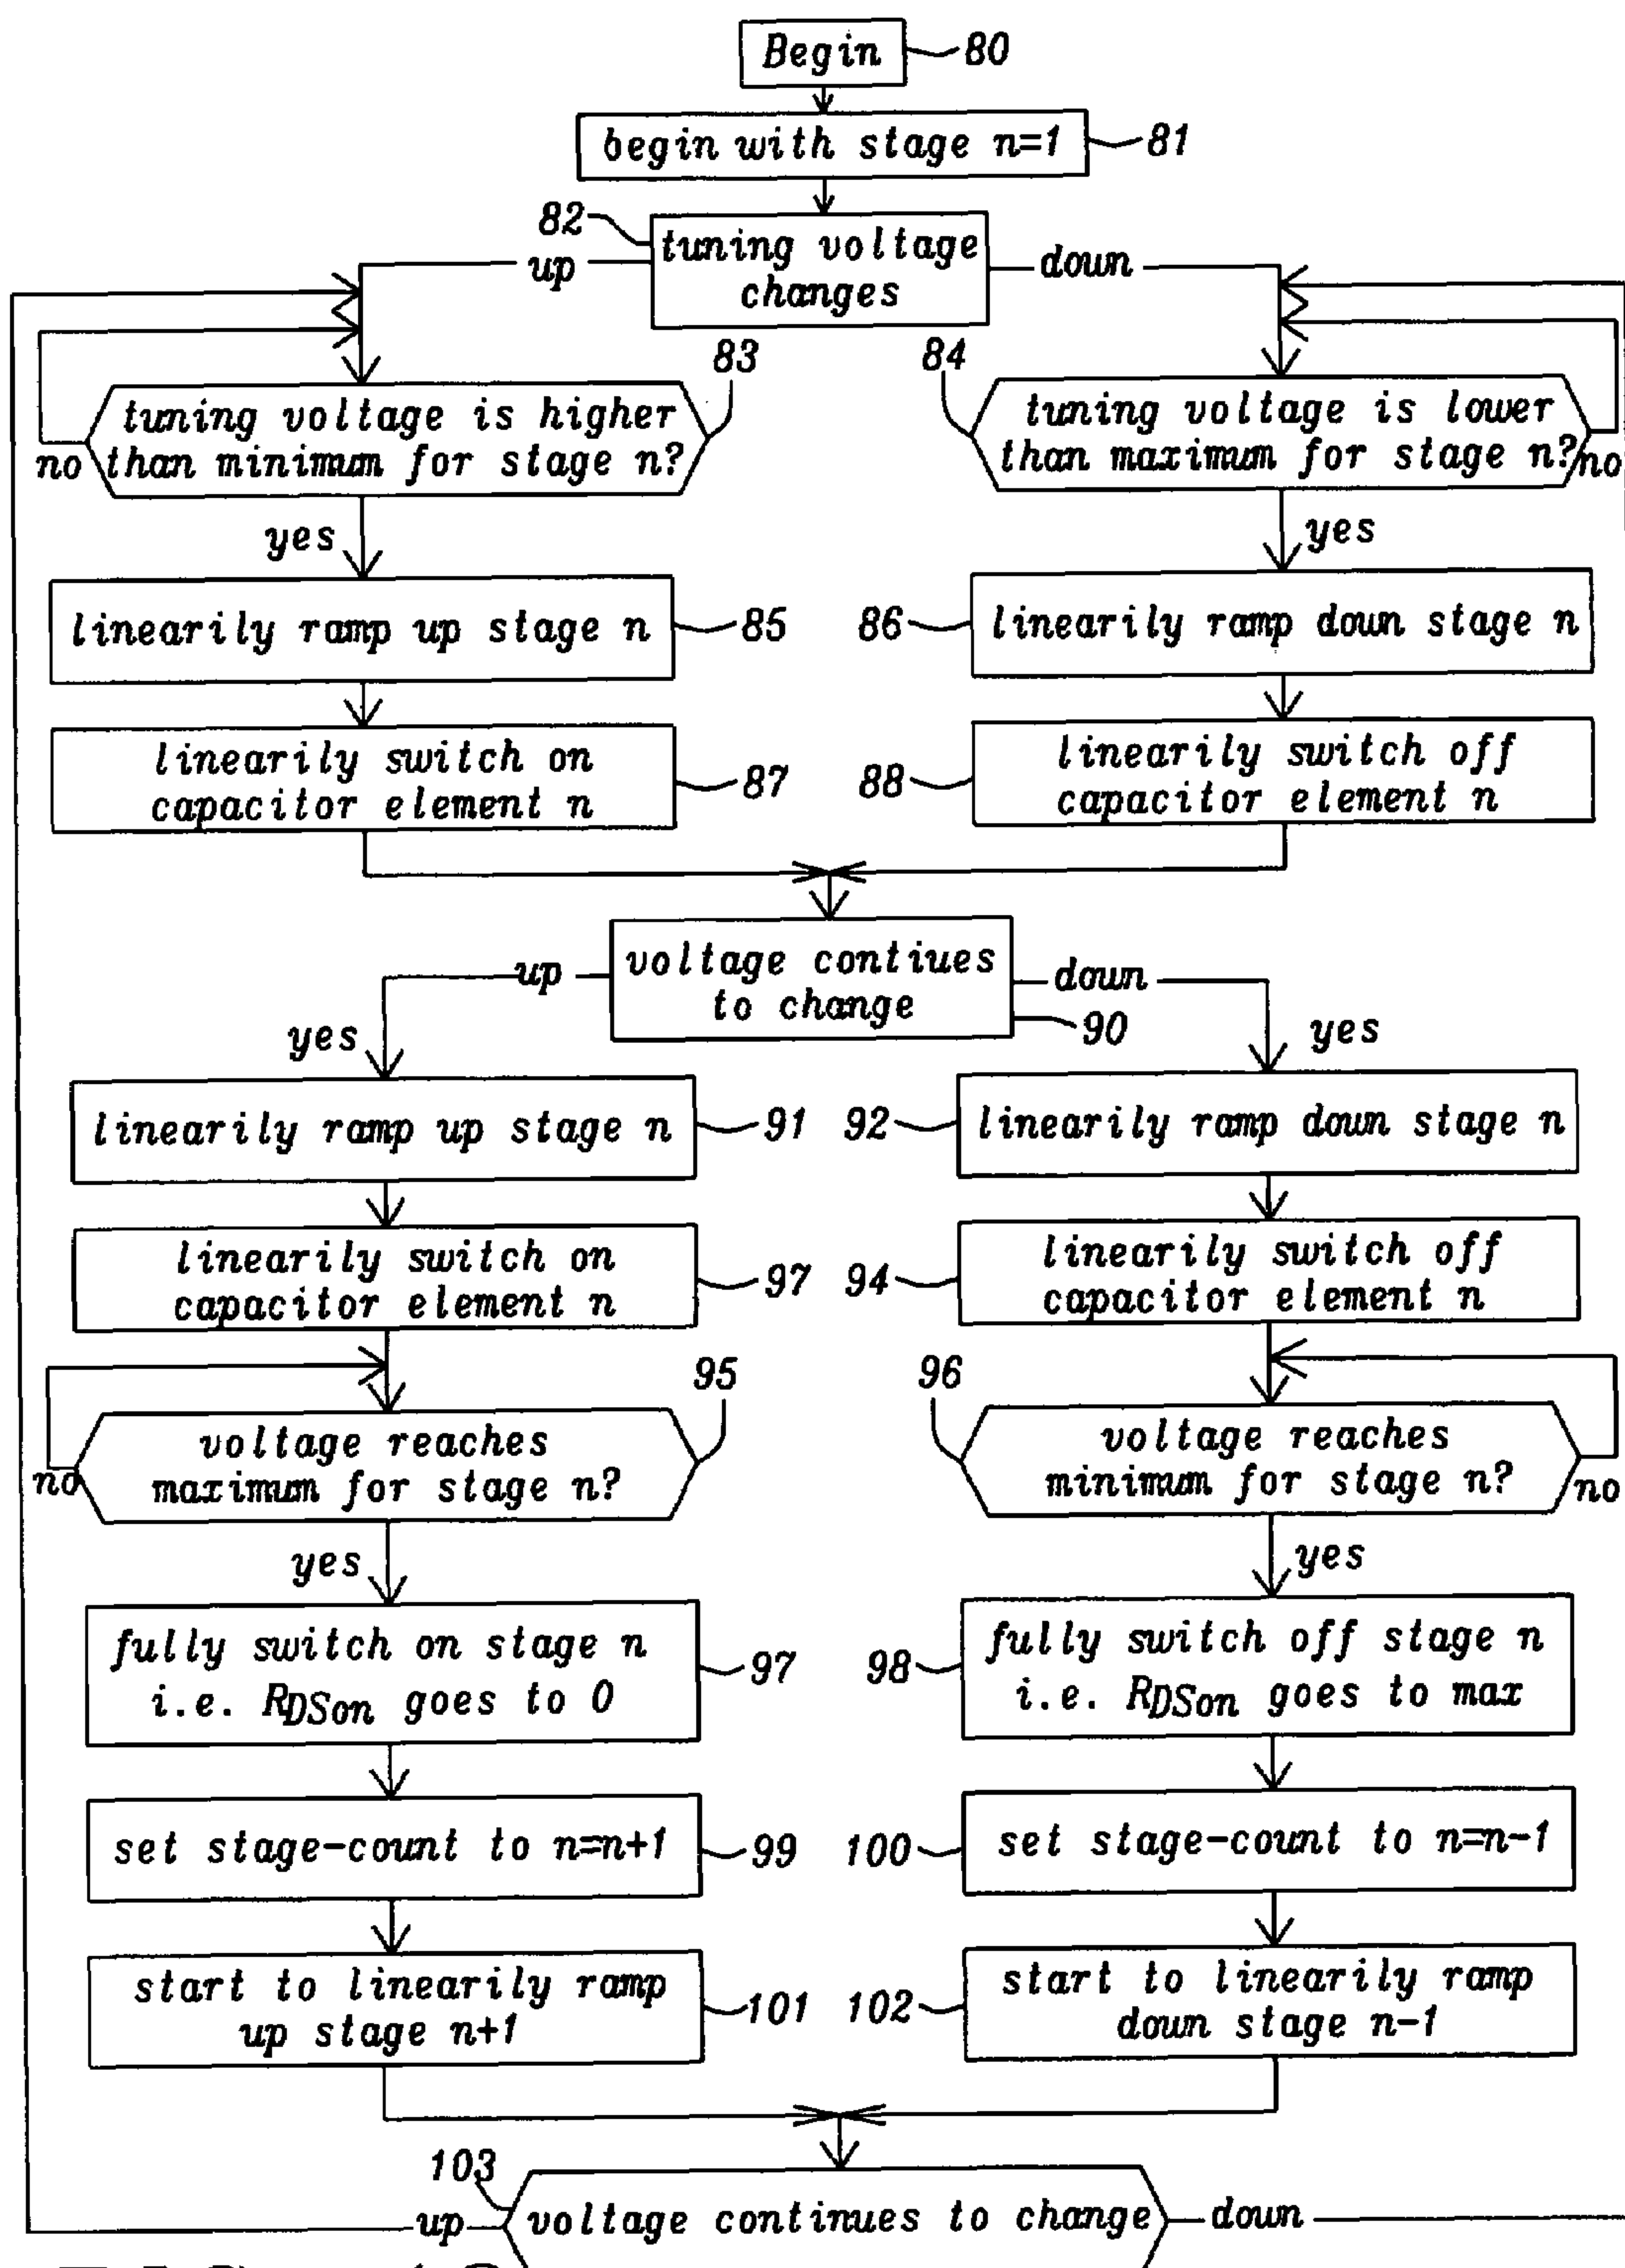 Begin
80
begin with stage n=1
81
82
up
tuning voltage
changes
down
83
84
tuning voltage is higher
than minimum for stage n?
no
tuning voltage is lower
than maximum for stage n?
no
yes
yes
linearily ramp up stage n
85
86
linearily ramp down stage n
linearily switch on
capacitor element n
87
88
linearily switch off
capacitor element n
up
voltage contiues
to change
down
90
yes
yes
linearily ramp up stage n
91
92
linearily ramp down stage n
linearily switch on
capacitor element n
97
94
linearily switch off
capacitor element n
95
96
voltage reaches
maximum for stage n?
no
voltage reaches
minimum for stage n?
no
yes
yes
fully switch on stage n
i.e. RDSon goes to 0
97
98
fully switch off stage n
i.e. RDSon goes to max
set stage-count to n=n+1
99
100
set stage-count to n=n-1
start to linearily ramp
up stage n+1
101
102
start to linearily ramp
down stage n-1
103
up
voltage continues to change
down